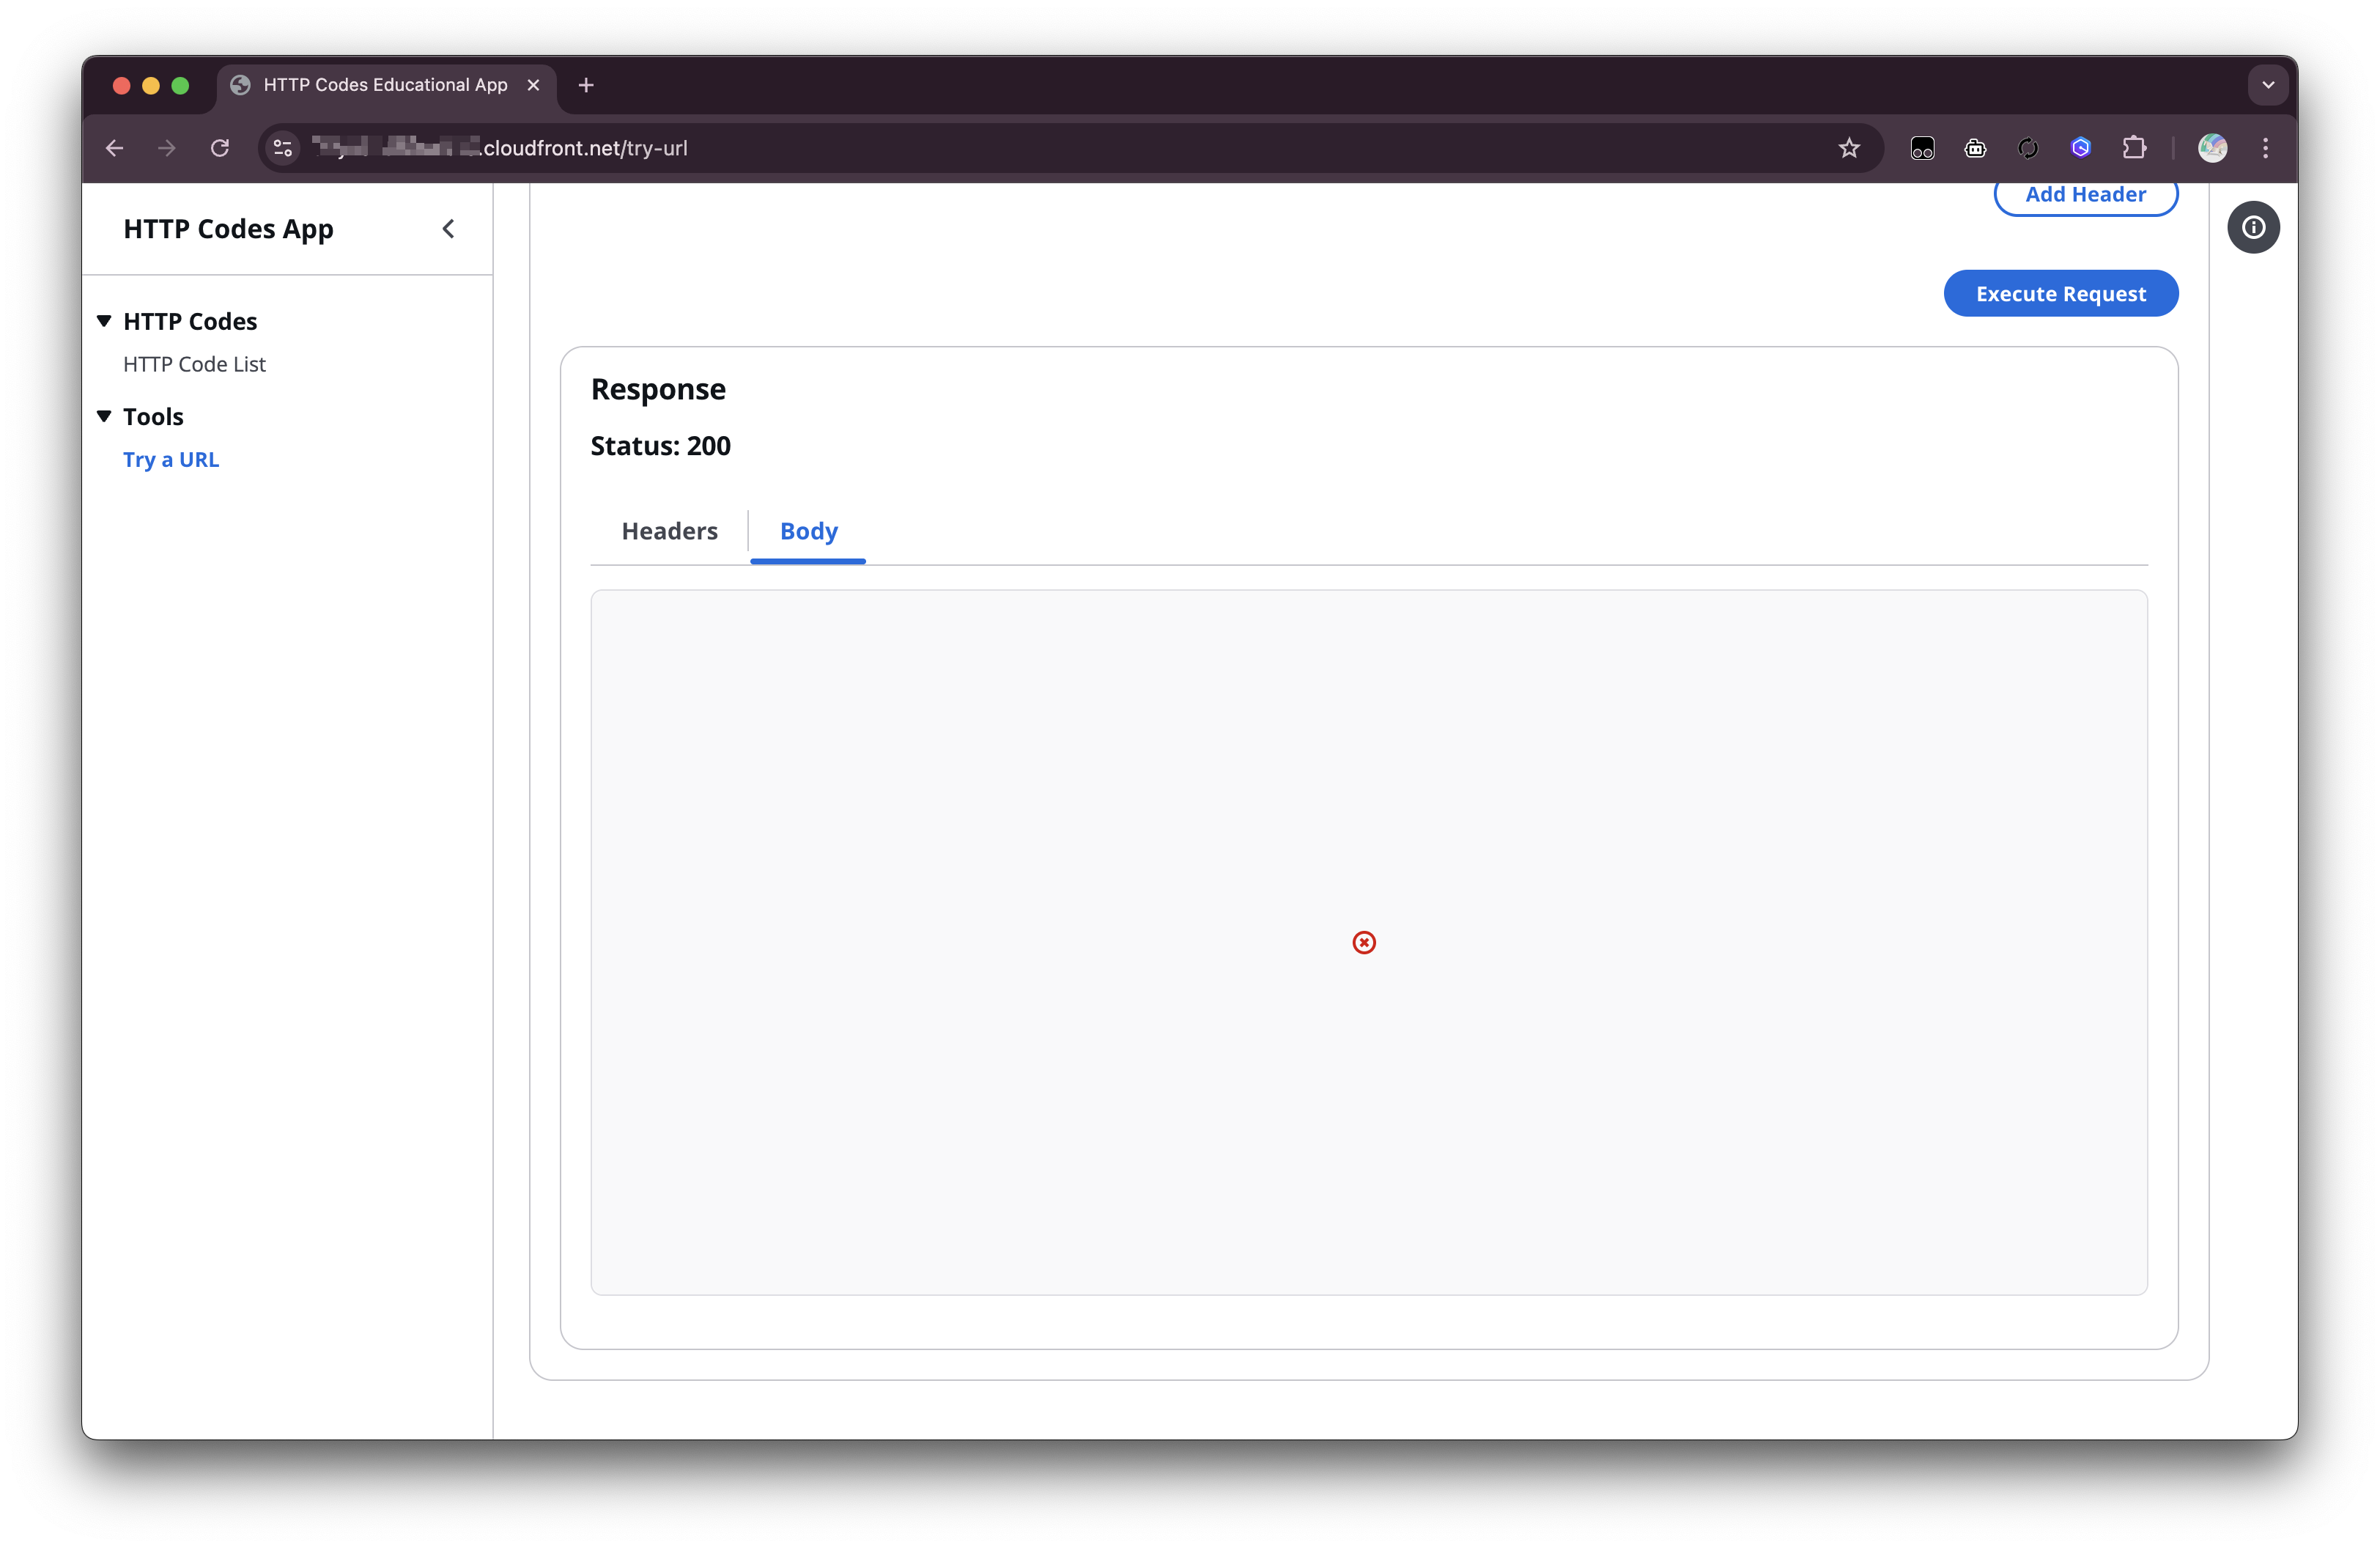 HTTP Codes Educational App
.cloudfront.net/try-url
HTTP Codes App
HTTP Codes
HTTP Code List
Tools
Try a URL
Add Header
Execute Request
Response
Status: 200
Headers
Body